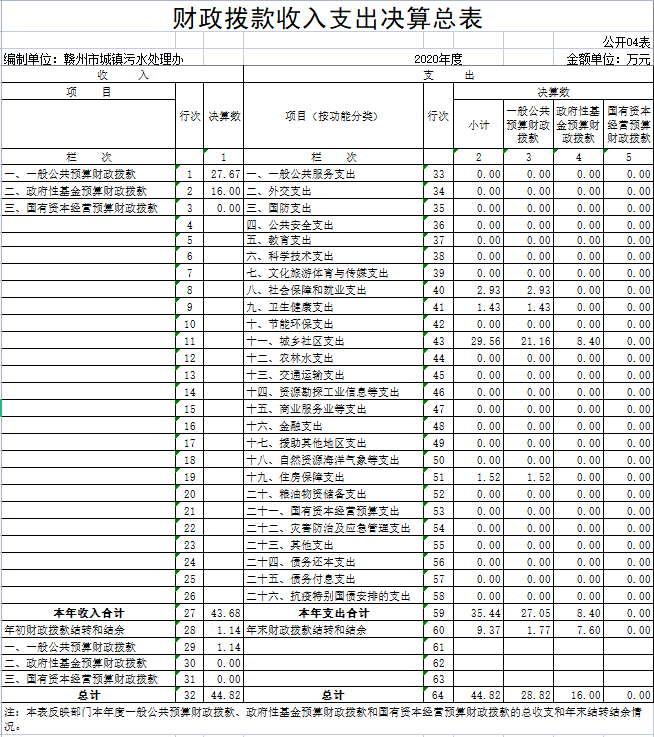 财政拨款收入支出决算总表
公开04表
编制单位：赣州市城镇污水处理办 2020年度 金额单位：万元
收 入 支 出
项 目 行次 决算数 项目（按功能分类） 行次 决算数
小计 一般公共预算财政拨款 政府性基金预算财政拨款 国有资本经营预算财政拨款
栏 次 1 栏 次 2 3 4 5
一、一般公共预算财政拨款 1 27.67 一、一般公共服务支出 33 0.00 0.00 0.00 0.00
二、政府性基金预算财政拨款 2 16.00 二、外交支出 34 0.00 0.00 0.00 0.00
三、国有资本经营预算财政拨款 3 0.00 三、国防支出 35 0.00 0.00 0.00 0.00
4 四、公共安全支出 36 0.00 0.00 0.00 0.00
5 五、教育支出 37 0.00 0.00 0.00 0.00
6 六、科学技术支出 38 0.00 0.00 0.00 0.00
7 七、文化旅游体育与传媒支出 39 0.00 0.00 0.00 0.00
8 八、社会保障和就业支出 40 2.93 2.93 0.00 0.00
9 九、卫生健康支出 41 1.43 1.43 0.00 0.00
10 十、节能环保支出 42 0.00 0.00 0.00 0.00
11 十一、城乡社区支出 43 29.56 21.16 8.40 0.00
12 十二、农林水支出 44 0.00 0.00 0.00 0.00
13 十三、交通运输支出 45 0.00 0.00 0.00 0.00
14 十四、资源勘探工业信息等支出 46 0.00 0.00 0.00 0.00
15 十五、商业服务业等支出 47 0.00 0.00 0.00 0.00
16 十六、金融支出 48 0.00 0.00 0.00 0.00
17 十七、援助其他地区支出 49 0.00 0.00 0.00 0.00
18 十八、自然资源海洋气象等支出 50 0.00 0.00 0.00 0.00
19 十九、住房保障支出 51 1.52 1.52 0.00 0.00
20 二十、粮油物资储备支出 52 0.00 0.00 0.00 0.00
21 二十一、国有资本经营预算支出 53 0.00 0.00 0.00 0.00
22 二十二、灾害防治及应急管理支出 54 0.00 0.00 0.00 0.00
23 二十三、其他支出 55 0.00 0.00 0.00 0.00
24 二十四、债务还本支出 56 0.00 0.00 0.00 0.00
25 二十五、债务付息支出 57 0.00 0.00 0.00 0.00
26 二十六、抗疫特别国债安排的支出 58 0.00 0.00 0.00 0.00
本年收入合计 27 43.68 本年支出合计 59 35.44 27.05 8.40 0.00
年初财政拨款结转和结余 28 1.14 年末财政拨款结转和结余 60 9.37 1.77 7.60 0.00
一、一般公共预算财政拨款 29 1.14 61
二、政府性基金预算财政拨款 30 0.00 62
三、国有资本经营预算财政拨款 31 0.00 63
总计 32 44.82 总计 64 44.82 28.82 16.00 0.00
注：本表反映部门本年度一般公共预算财政拨款、政府性基金预算财政拨款和国有资本经营预算财政拨款的总收支和年末结转结余情
况。